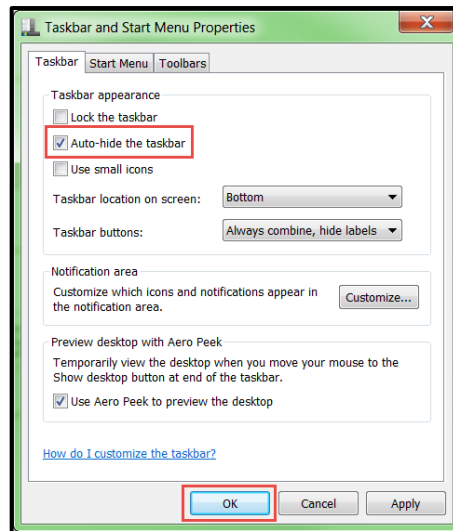 Taskbar and Start Menu Properties
Taskbar Start Menu Toolbars
Taskbar appearance
Lock the taskbar
Auto-hide the taskbar
Use small icons
Taskbar location on screen: Bottom
Taskbar buttons: Always combine, hide labels
Notification area
Customize which icons and notifications appear in
the notification area.
Customize...
Preview desktop with Aero Peek
Temporarily view the desktop when you move your mouse to the
Show desktop button at end of the taskbar.
Use Aero Peek to preview the desktop
How do I customize the taskbar?
OK Cancel Apply